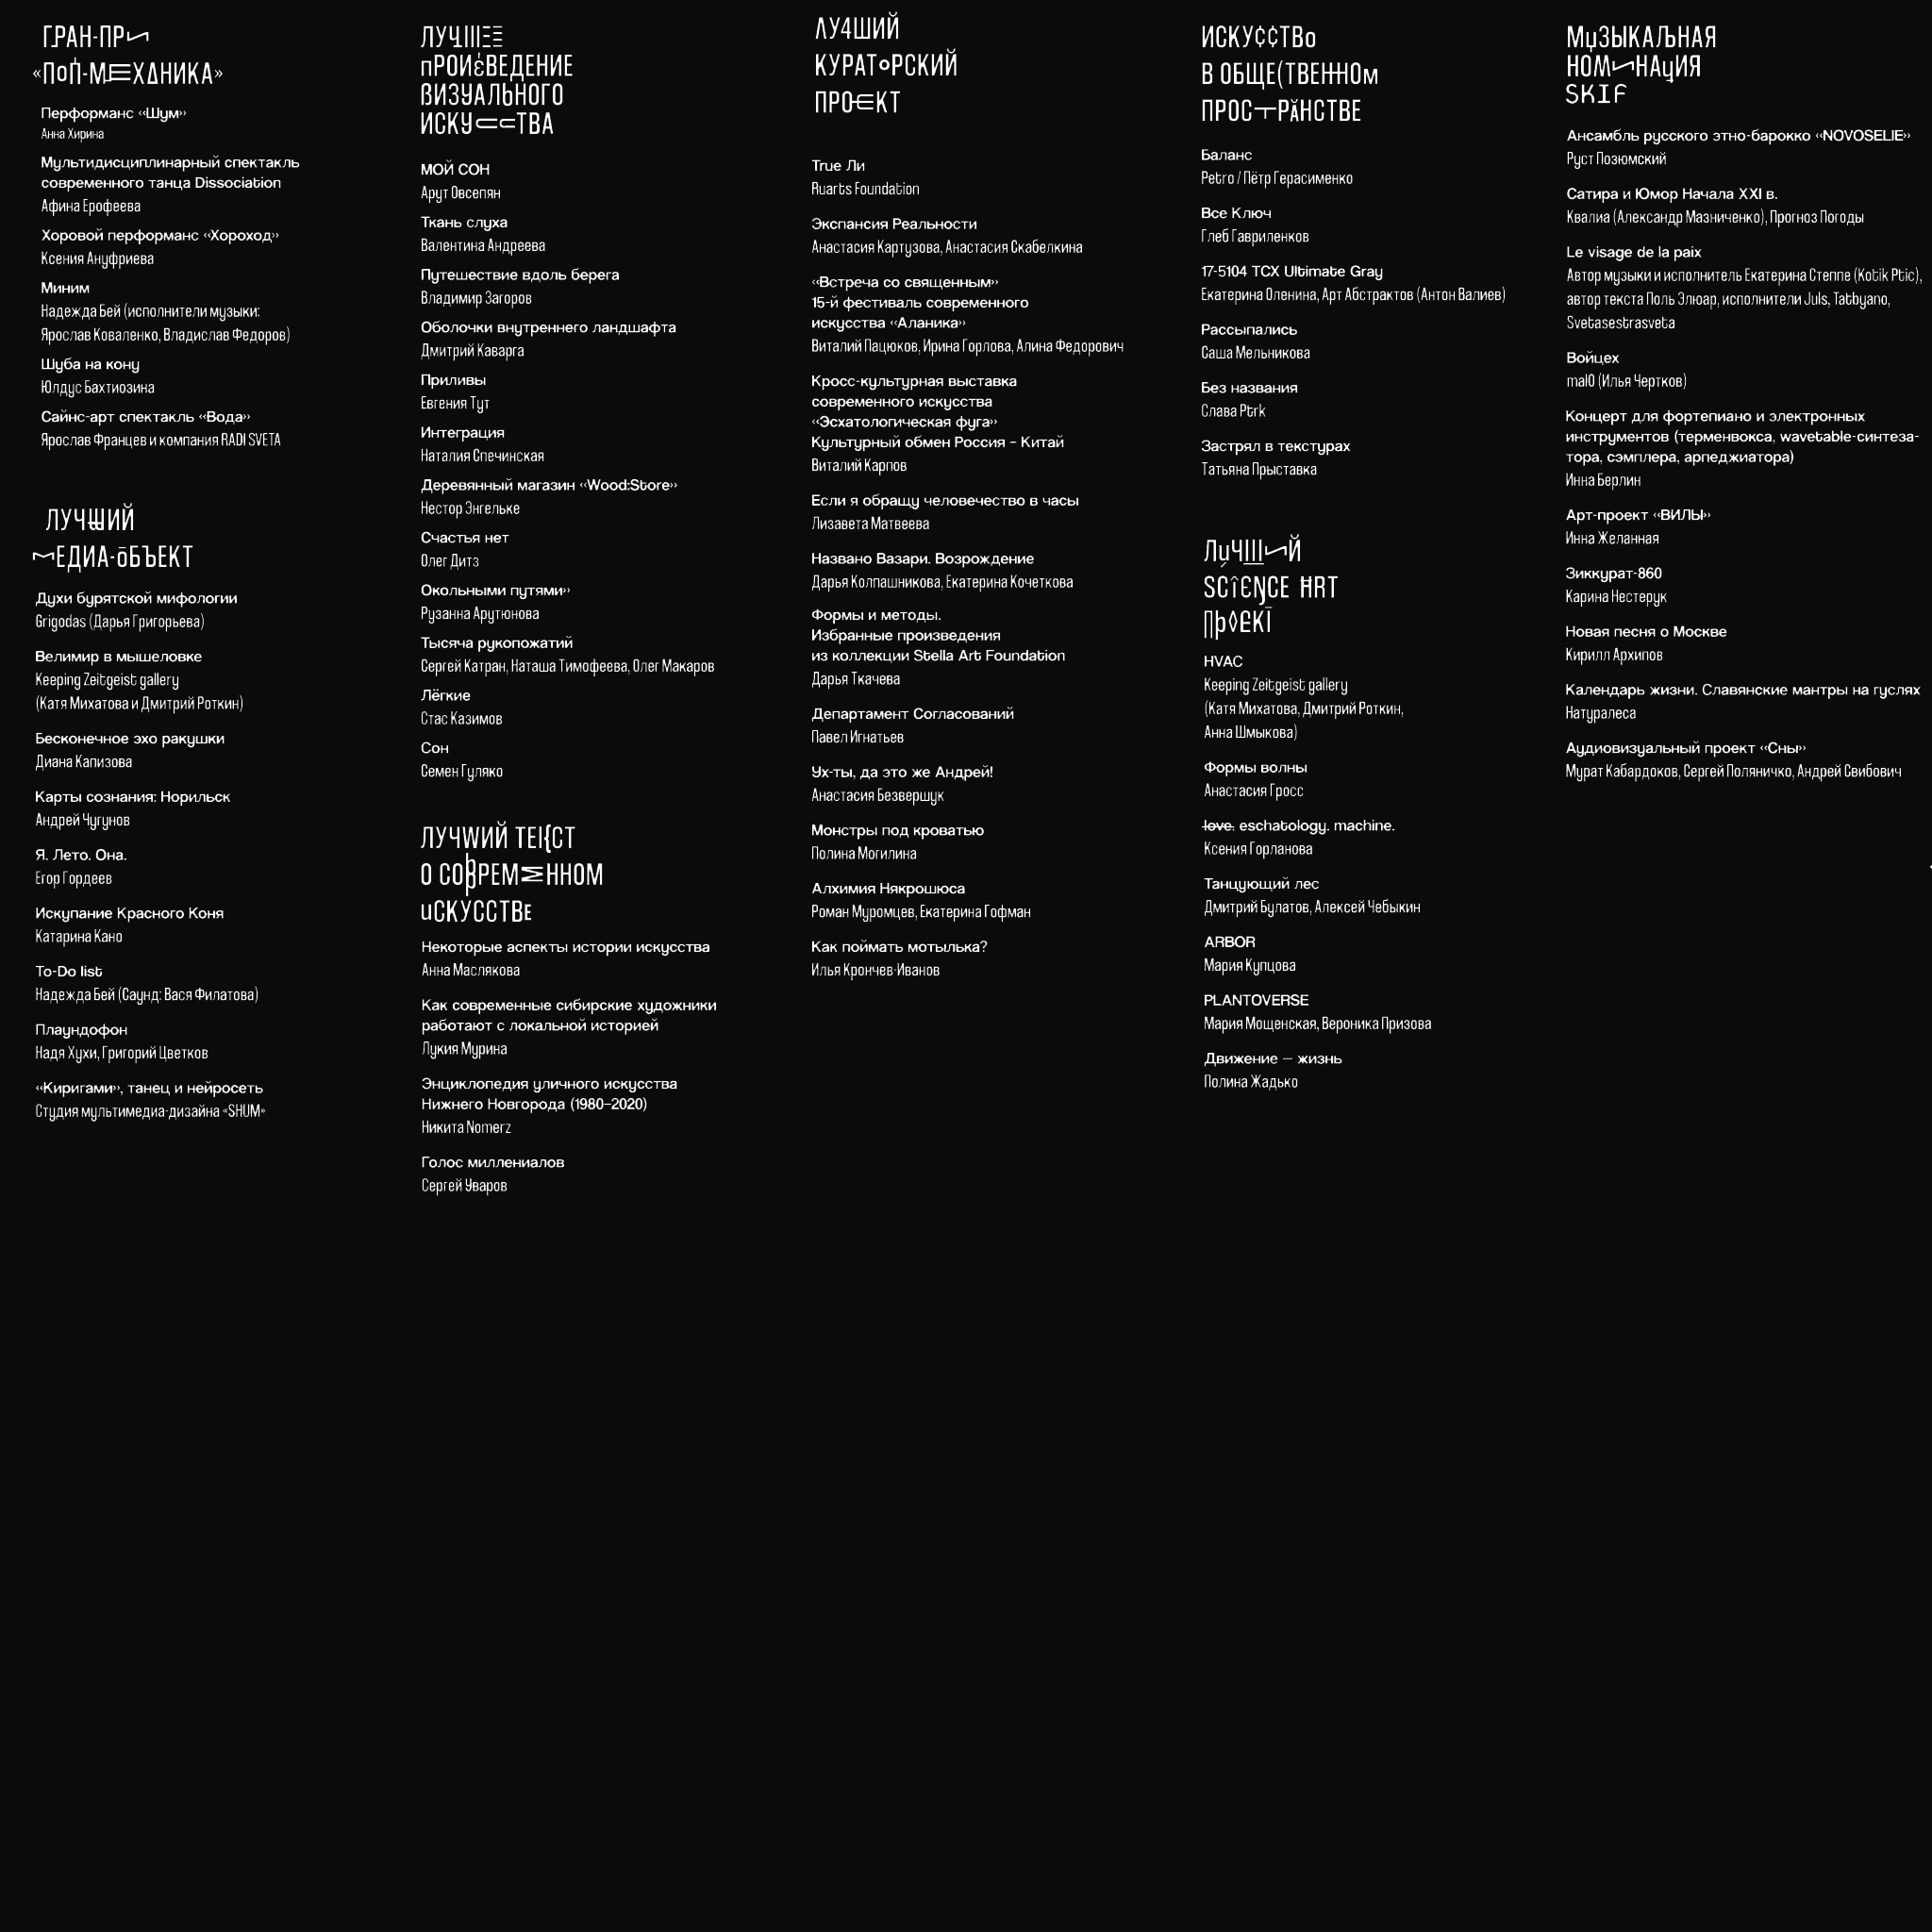 ГРАН-ПРИ
«ПОП-МЕХАНИКА»
Перформанс «Шум»
Анна Хирина
Мультидисциплинарный спектакль
современного танца Dissociation
Афина Ерофеева
Хоровой перформанс «Хороход»
Ксения Ануфриева
Миним
Надежда Бей (исполнители музыки:
Ярослав Коваленко, Владислав Федоров)
Шуба на кону
Юлдус Бахтиозина
Сайнс-арт спектакль «Вода»
Ярослав Францев и компания RADI SVETA
ЛУЧШИЙ
МЕДИА-ОБЪЕКТ
Духи бурятской мифологии
Grigodas (Дарья Григорьева)
Велимир в мышеловке
Keeping Zeitgeist gallery
(Катя Михатова и Дмитрий Роткин)
Бесконечное эхо ракушки
Диана Капизова
Карты сознания: Норильск
Андрей Чугунов
Я. Лето. Она.
Егор Гордеев
Искупание Красного Коня
Катарина Кано
To-Do list
Надежда Бей (Саунд: Вася Филатова)
Плаундофон
Надя Хухи, Григорий Цветков
«Киригами», танец и нейросеть
Студия мультимедиа-дизайна «SHUM»
ЛУЧШЕЕ
ПРОИЗВЕДЕНИЕ
ВИЗУАЛЬНОГО
ИСКУССТВА
МОЙ СОН
Арут Овсепян
Ткань слуха
Валентина Андреева
Путешествие вдоль берега
Владимир Загоров
Оболочки внутреннего ландшафта
Дмитрий Каварга
Приливы
Евгения Тут
Интеграция
Наталия Спечинская
Деревянный магазин «Wood:Store»
Нестор Энгельке
Счастья нет
Олег Дитз
Окольными путями»
Рузанна Арутюнова
Тысяча рукопожатий
Сергей Катран, Наташа Тимофеева, Олег Макаров
Лёгкие
Стас Казимов
Сон
Семен Гуляко
ЛУЧШИЙ ТЕКСТ
О СОВРЕМЕННОМ
ИСКУССТВЕ
Некоторые аспекты истории искусства
Анна Маслякова
Как современные сибирские художники
работают с локальной историей
Лукия Мурина
Энциклопедия уличного искусства
Нижнего Новгорода (1980–2020)
Никита Nomerz
Голос миллениалов
Сергей Уваров
ЛУ4ШИЙ
КУРАТОРСКИЙ
ПРОЕКТ
True Ли
Ruarts Foundation
Экспансия Реальности
Анастасия Картузова, Анастасия Скабелкина
«Встреча со священным»
15-й фестиваль современного
искусства «Аланика»
Виталий Пацюков, Ирина Горлова, Алина Федорович
Кросс-культурная выставка
современного искусства
«Эсхатологическая фуга»
Культурный обмен Россия – Китай
Виталий Карпов
Если я обращу человечество в часы
Лизавета Матвеева
Названо Вазари. Возрождение
Дарья Колпашникова, Екатерина Кочеткова
Формы и методы.
Избранные произведения
из коллекции Stella Art Foundation
Дарья Ткачева
Департамент Согласований
Павел Игнатьев
Ух-ты, да это же Андрей!
Анастасия Безвершук
Монстры под кроватью
Полина Могилина
Алхимия Някрошюса
Роман Муромцев, Екатерина Гофман
Как поймать мотылька?
Илья Крончев-Иванов
ИСКУССТВО
В ОБЩЕСТВЕННОМ
ПРОСТРАНСТВЕ
Баланс
Petro / Пётр Герасименко
Все Ключ
Глеб Гавриленков
17-5104 TCX Ultimate Gray
Екатерина Оленина, Арт Абстрактов (Антон Валиев)
Рассыпались
Саша Мельникова
Без названия
Слава Ptrk
Застрял в текстурах
Татьяна Прыставка
ЛУЧШИЙ
SCIENCE ART
ПРОЕКТ
HVAC
Keeping Zeitgeist gallery
(Катя Михатова, Дмитрий Роткин,
Анна Шмыкова)
Формы волны
Анастасия Гросс
love. eschatology. machine.
Ксения Горланова
Танцующий лес
Дмитрий Булатов, Алексей Чебыкин
ARBOR
Мария Купцова
PLANTOVERSE
Мария Мощенская, Вероника Призова
Движение — жизнь
Полина Жадько
МУЗЫКАЛЬНАЯ
НОМИНАЦИЯ
SKIF
Ансамбль русского этно-барокко «NOVOSELIE»
Руст Позюмский
Сатира и Юмор Начала XXI в.
Квалиа (Александр Мазниченко), Прогноз Погоды
Le visage de la paix
Автор музыки и исполнитель Екатерина Степпе (Kotik Ptic),
автор текста Поль Элюар, исполнители Juls, Tatbyano,
Svetasestrasveta
Войцех
mal0 (Илья Чертков)
Концерт для фортепиано и электронных
инструментов (терменвокса, wavetable-синтеза-
тора, сэмплера, арпеджиатора)
Инна Берлин
Арт-проект «ВИЛЫ»
Инна Желанная
Зиккурат-860
Карина Нестерук
Новая песня о Москве
Кирилл Архипов
Календарь жизни. Славянские мантры на гуслях
Натуралеса
Аудиовизуальный проект «Сны»
Мурат Кабардоков, Сергей Поляничко, Андрей Свибович